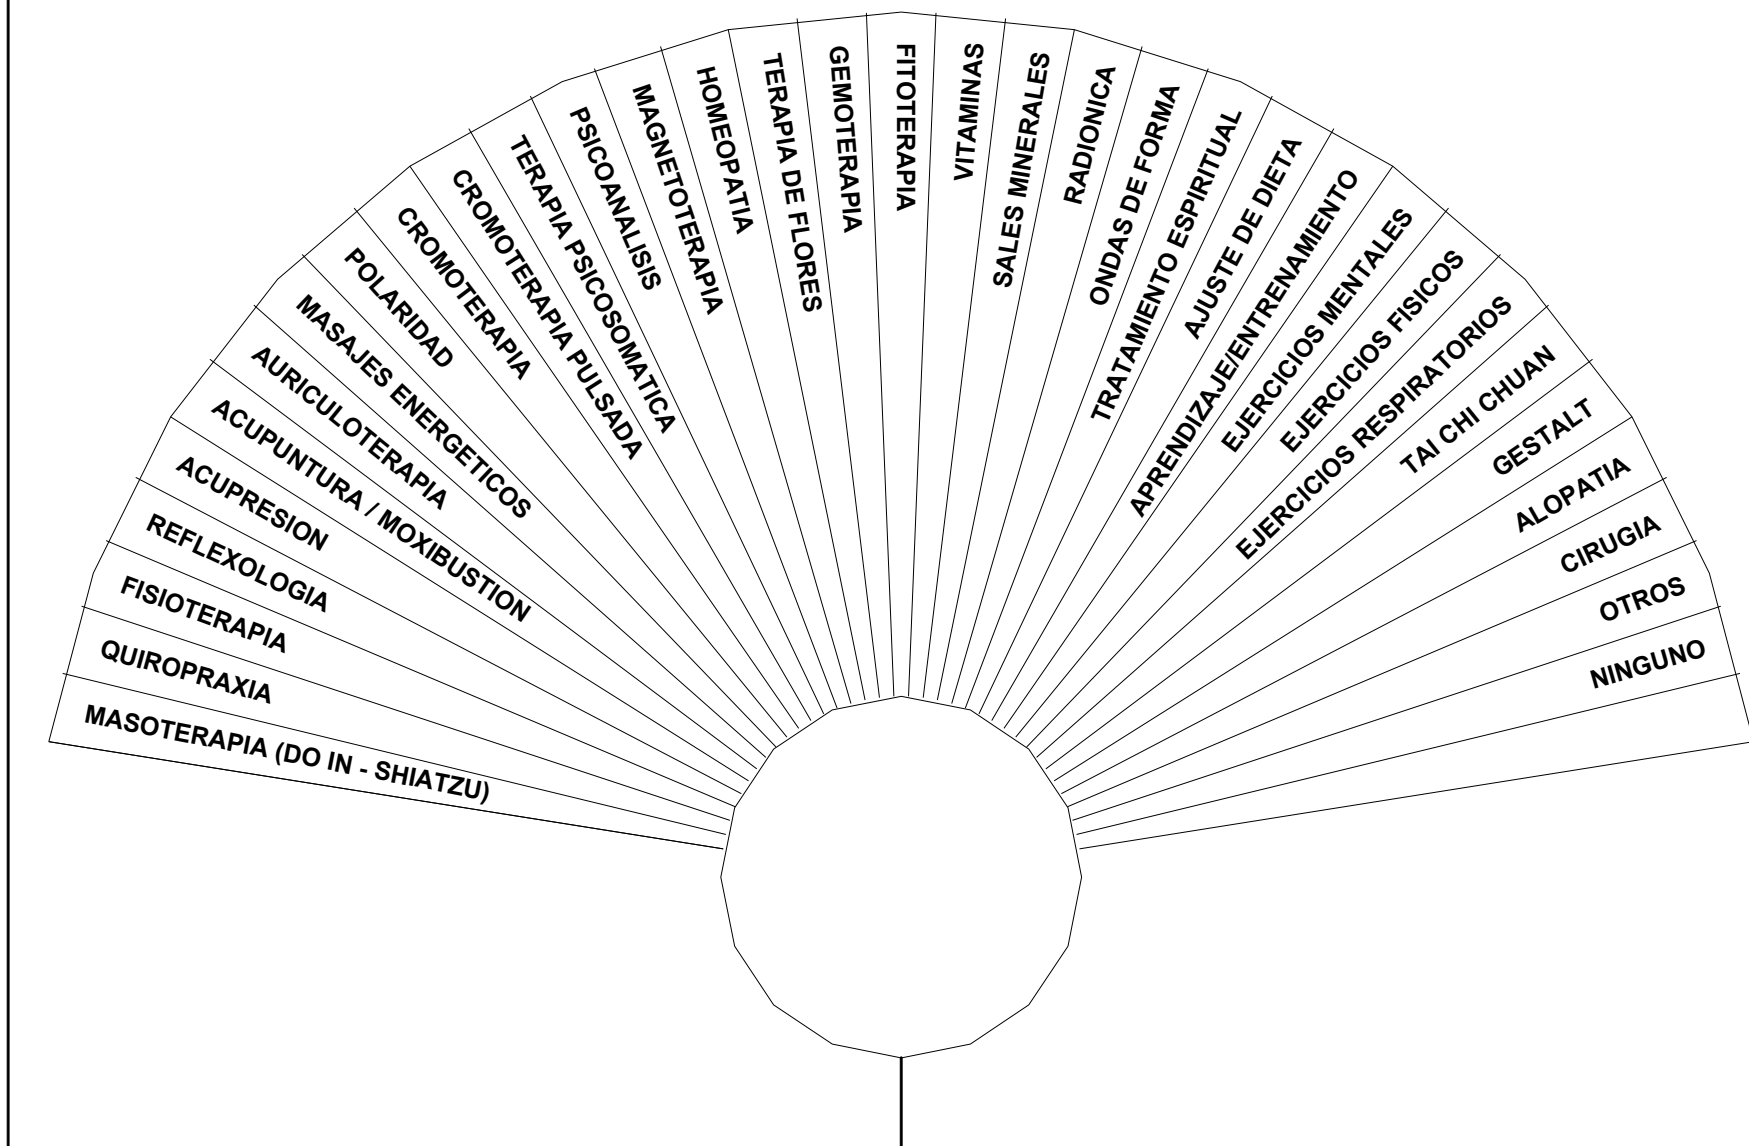 MASOTERAPIA (DO IN - SHIATZU)
QUIROPRAXIA
FISIOTERAPIA
REFLEXOLOGIA
ACUPRESION
ACUPUNTURA / MOXIBUSTION
AURICULOTERAPIA
MASAJES ENERGETICOS
POLARIDAD
CROMOTERAPIA
CROMOTERAPIA PULSADA
TERAPIA PSICOSOMATICA
PSICOANALISIS
MAGNETOTERAPIA
HOMEOPATIA
TERAPIA DE FLORES
GEMOTERAPIA
FITOTERAPIA
VITAMINAS
SALES MINERALES
RADIONICA
ONDAS DE FORMA
TRATAMIENTO ESPIRITUAL
AJUSTE DE DIETA
APRENDIZAJE/ENTRENAMIENTO
EJERCICIOS MENTALES
EJERCICIOS FISICOS
EJERCICIOS RESPIRATORIOS
TAI CHI CHUAN
GESTALT
ALOPATIA
CIRUGIA
OTROS
NINGUNO